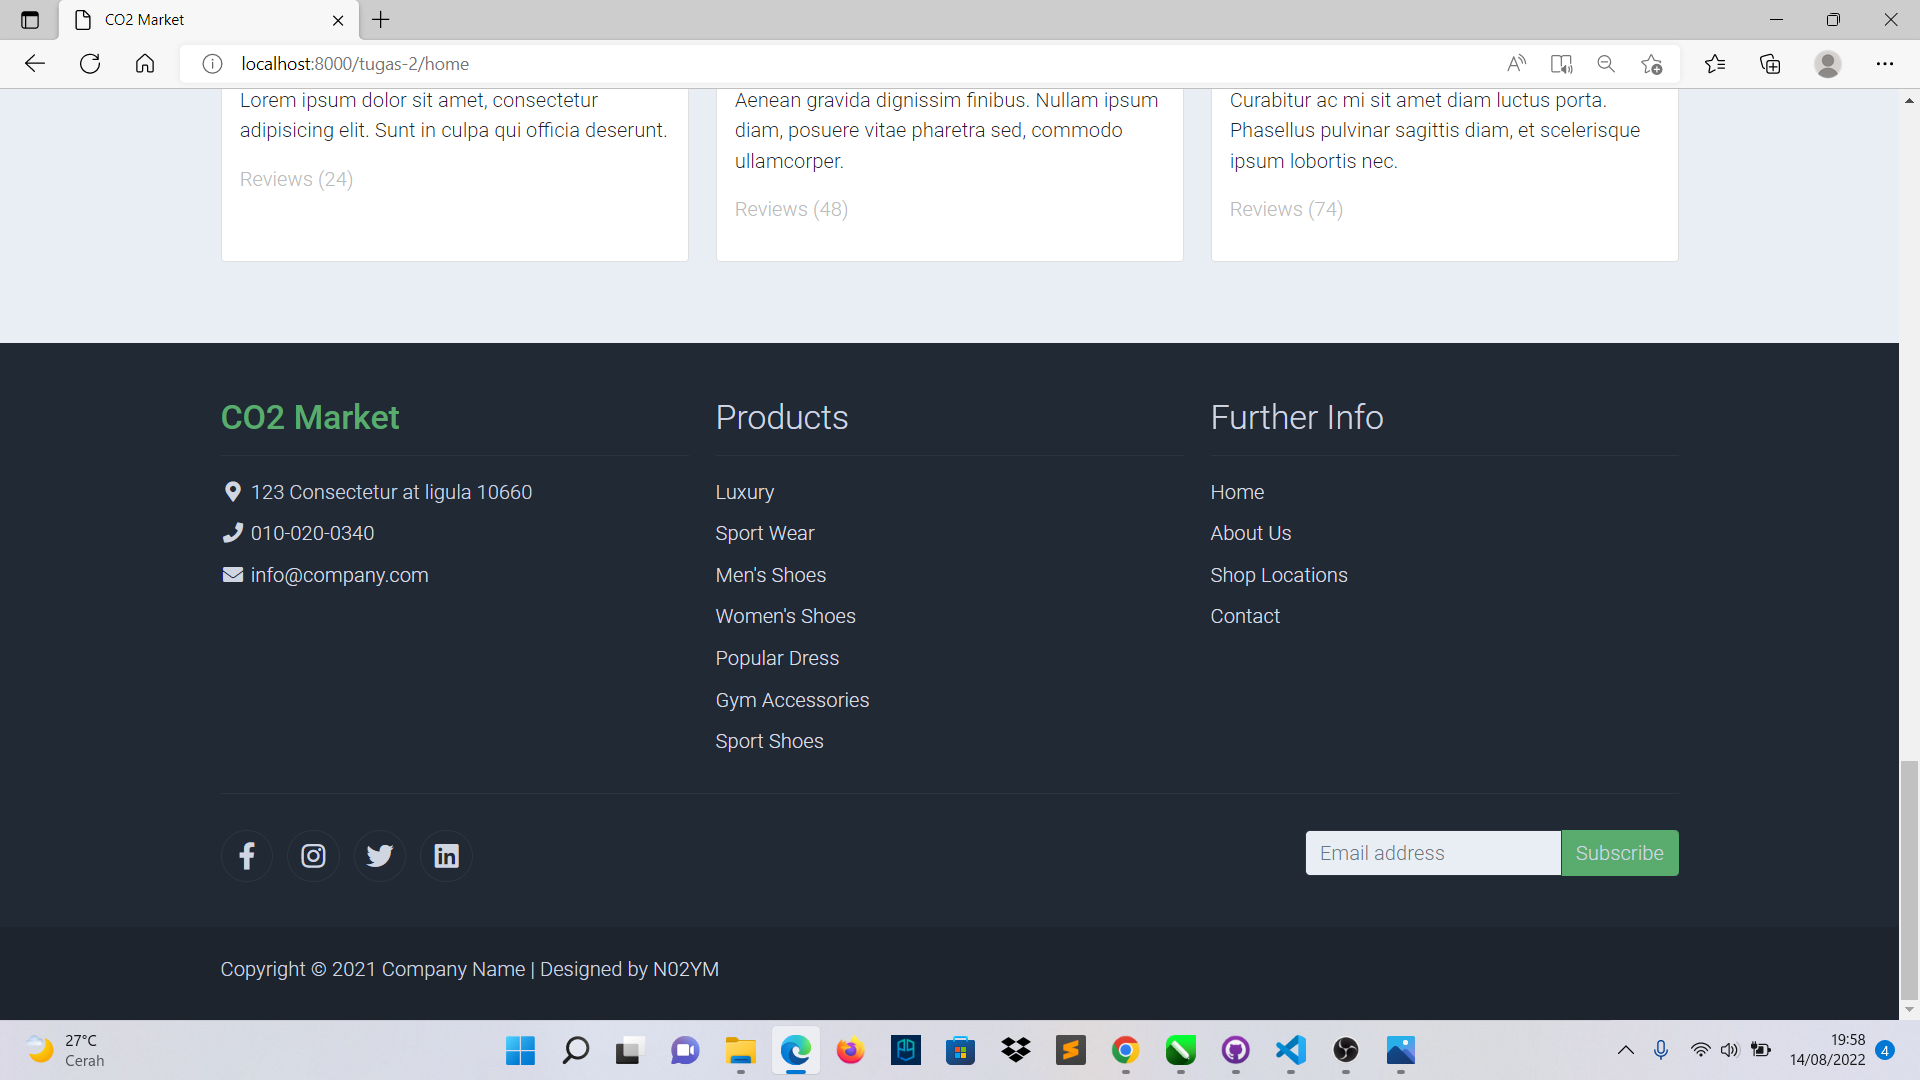 CO2 Market
localhost:8000/tugas-2/home
Lorem ipsum dolor sit amet, consectetur
adipisicing elit. Sunt in culpa qui officia deserunt.
Reviews (24)
Aenean gravida dignissim finibus. Nullam ipsum
diam, posuere vitae pharetra sed, commodo
ullamcorper.
Reviews (48)
Curabitur ac mi sit amet diam luctus porta.
Phasellus pulvinar sagittis diam, et scelerisque
ipsum lobortis nec.
Reviews (74)
CO2 Market
123 Consectetur at ligula 10660
010-020-0340
info@company.com
Products
Luxury
Sport Wear
Men's Shoes
Women's Shoes
Popular Dress
Gym Accessories
Sport Shoes
Further Info
Home
About Us
Shop Locations
Contact
Email address
Subscribe
Copyright © 2021 Company Name | Designed by N02YM
27°C
Cerah
19:58
14/08/2022
4